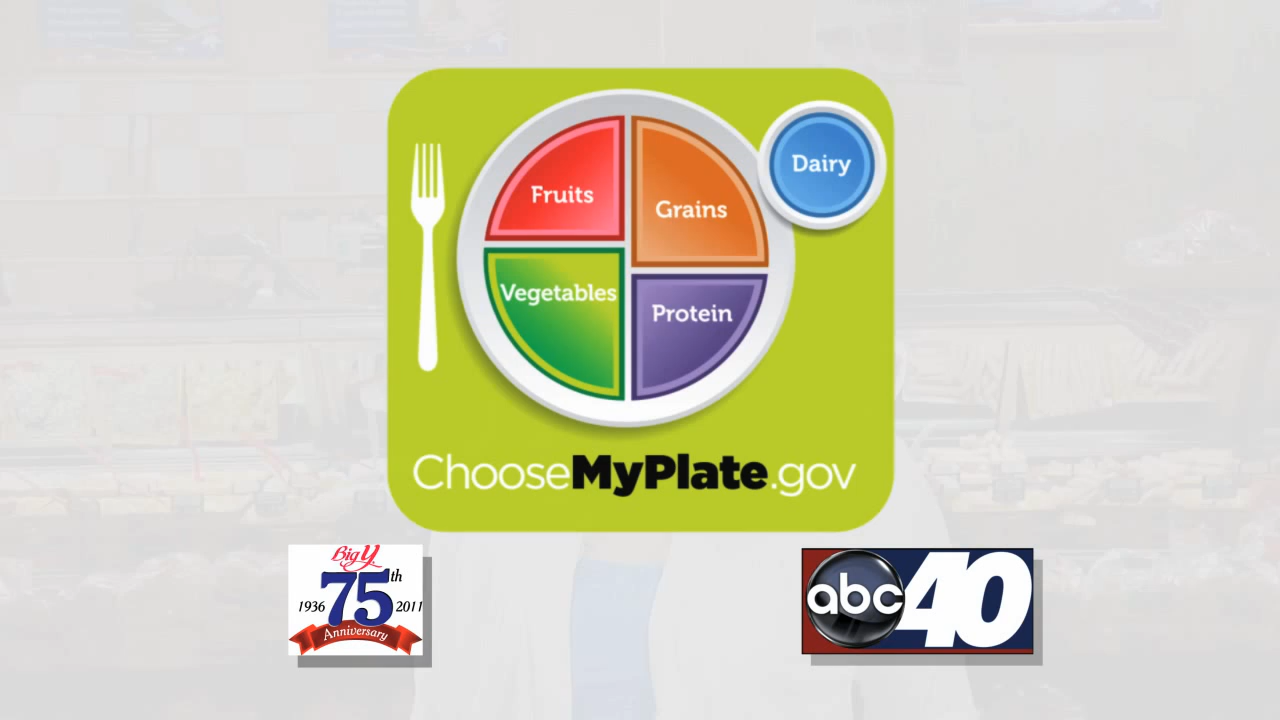 Dairy
Fruits
Grains
Vegetables
Protein
ChooseMyPlate.gov
Big Y
75th
1936 2011
Anniversary
abc 40